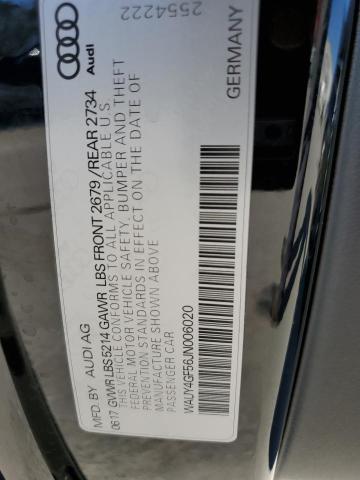 MFD. BY AUDI AG
0617 GVWR LBS 5214 GAWR LBS FRONT 2679 /REAR 2734
THIS VEHICLE CONFORMS TO ALL APPLICABLE U.S.
FEDERAL MOTOR VEHICLE SAFETY, BUMPER AND THEFT
PREVENTION STANDARDS IN EFFECT ON THE DATE OF
MANUFACTURE SHOWN ABOVE
PASSENGER CAR
WAUY4GF56JN006020
GERMANY
Audi
2554222